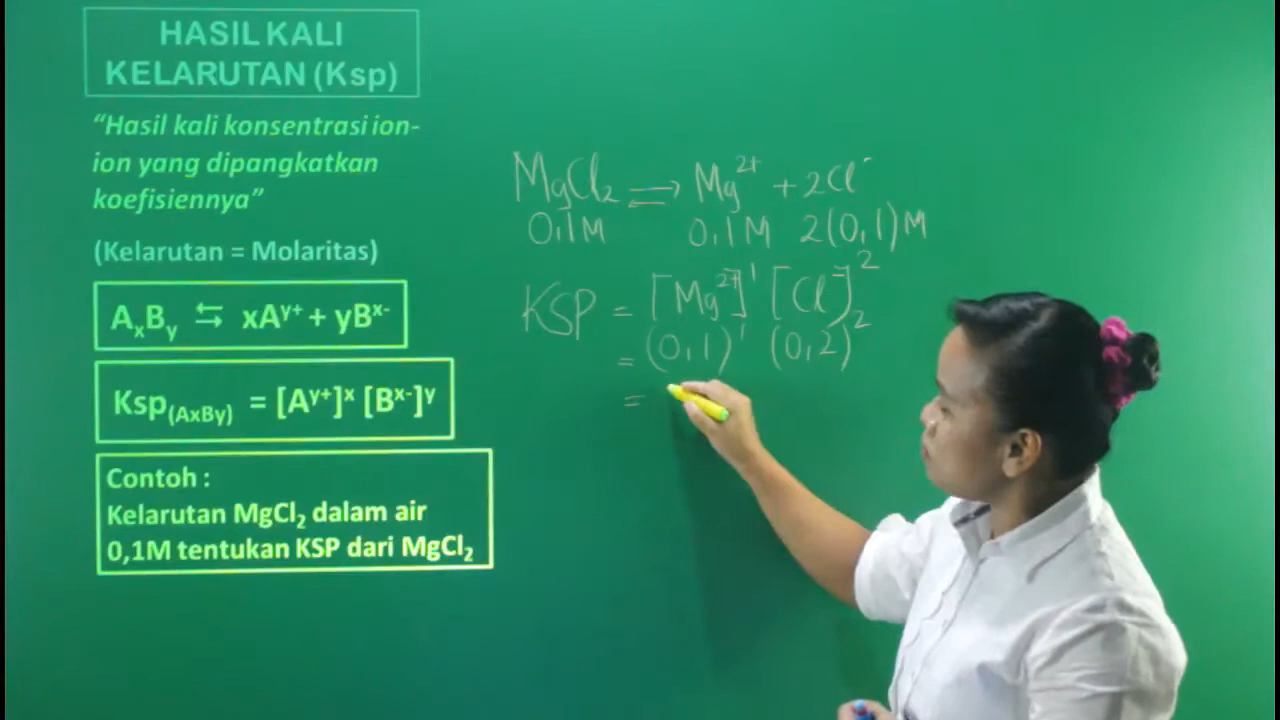 HASIL KALI
KELARUTAN (Ksp)
“Hasil kali konsentrasi ion-
ion yang dipangkatkan
koefisiennya”
(Kelarutan = Molaritas)
AₓBᵧ ⇆ xAʸ⁺ + yBˣ⁻
Ksp(AxBy) = [Aʸ⁺]ˣ [Bˣ⁻]ʸ
Contoh :
Kelarutan MgCl₂ dalam air
0,1M tentukan KSP dari MgCl₂
MgCl₂ ⇌ Mg²⁺ + 2Cl⁻
0,1M 0,1M 2(0,1)M
KSP = [Mg²⁺]¹ [Cl⁻]²
= (0,1)¹ (0,2)²
=